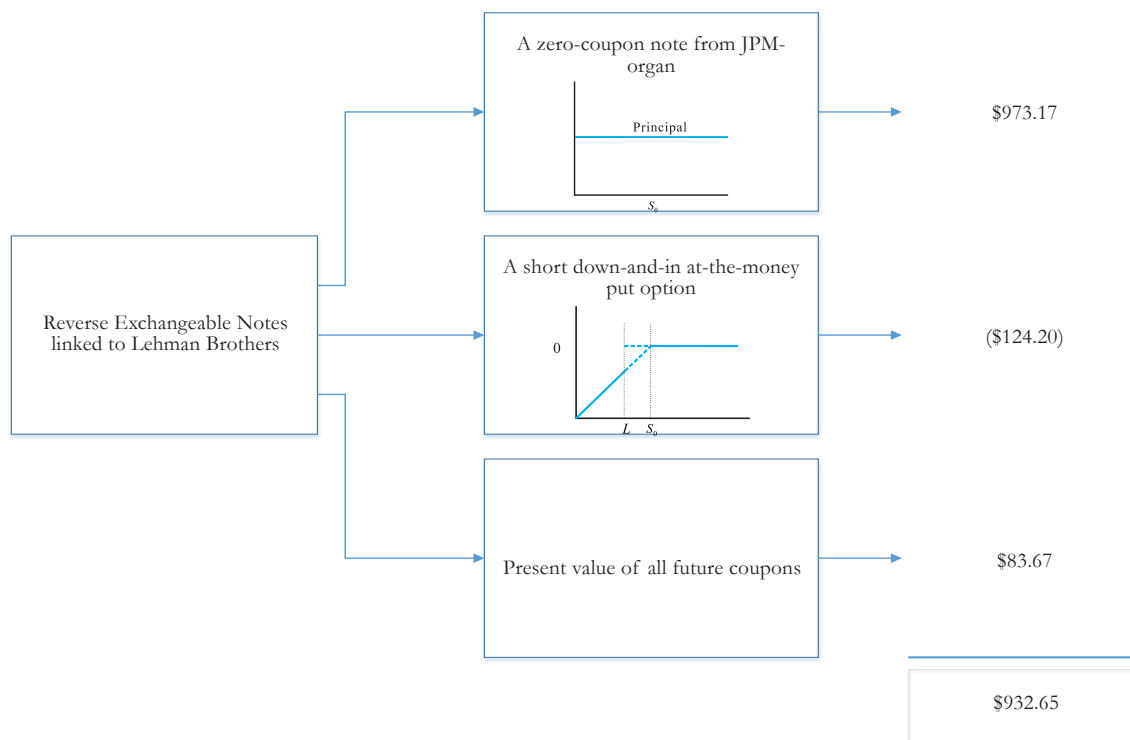 A zero-coupon note from JPM-
organ
Principal
S₀
$973.17
Reverse Exchangeable Notes
linked to Lehman Brothers
A short down-and-in at-the-money
put option
0
L S₀
($124.20)
Present value of all future coupons
$83.67
$932.65